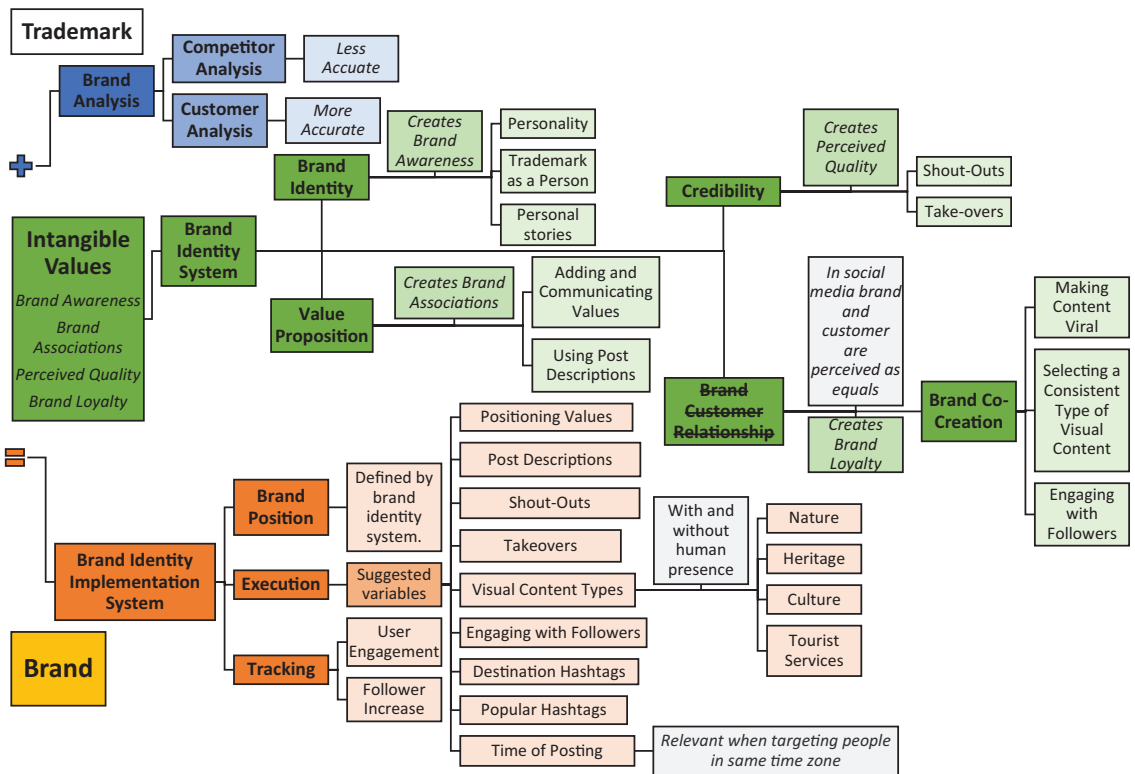 Trademark
Brand
Analysis
Competitor
Analysis
Less
Accuate
Customer
Analysis
More
Accurate
Intangible
Values
Brand Awareness
Brand
Associations
Perceived Quality
Brand Loyalty
Brand
Identity
System
Brand
Identity
Creates
Brand
Awareness
Personality
Trademark
as a Person
Personal
stories
Value
Proposition
Creates Brand
Associations
Adding and
Communicating
Values
Using Post
Descriptions
Credibility
Creates
Perceived
Quality
Shout-Outs
Take-overs
Brand
Customer
Relationship
In social
media brand
and
customer
are
perceived as
equals
Creates
Brand
Loyalty
Brand Co-
Creation
Making
Content
Viral
Selecting a
Consistent
Type of
Visual
Content
Engaging
with
Followers
Brand Identity
Implementation
System
Brand
Position
Defined by
brand
identity
system.
Execution
Suggested
variables
Tracking
User
Engagement
Follower
Increase
Positioning Values
Post Descriptions
Shout-Outs
Takeovers
Visual Content Types
Engaging with Followers
Destination Hashtags
Popular Hashtags
Time of Posting
With and
without
human
presence
Nature
Heritage
Culture
Tourist
Services
Relevant when targeting people
in same time zone
Brand